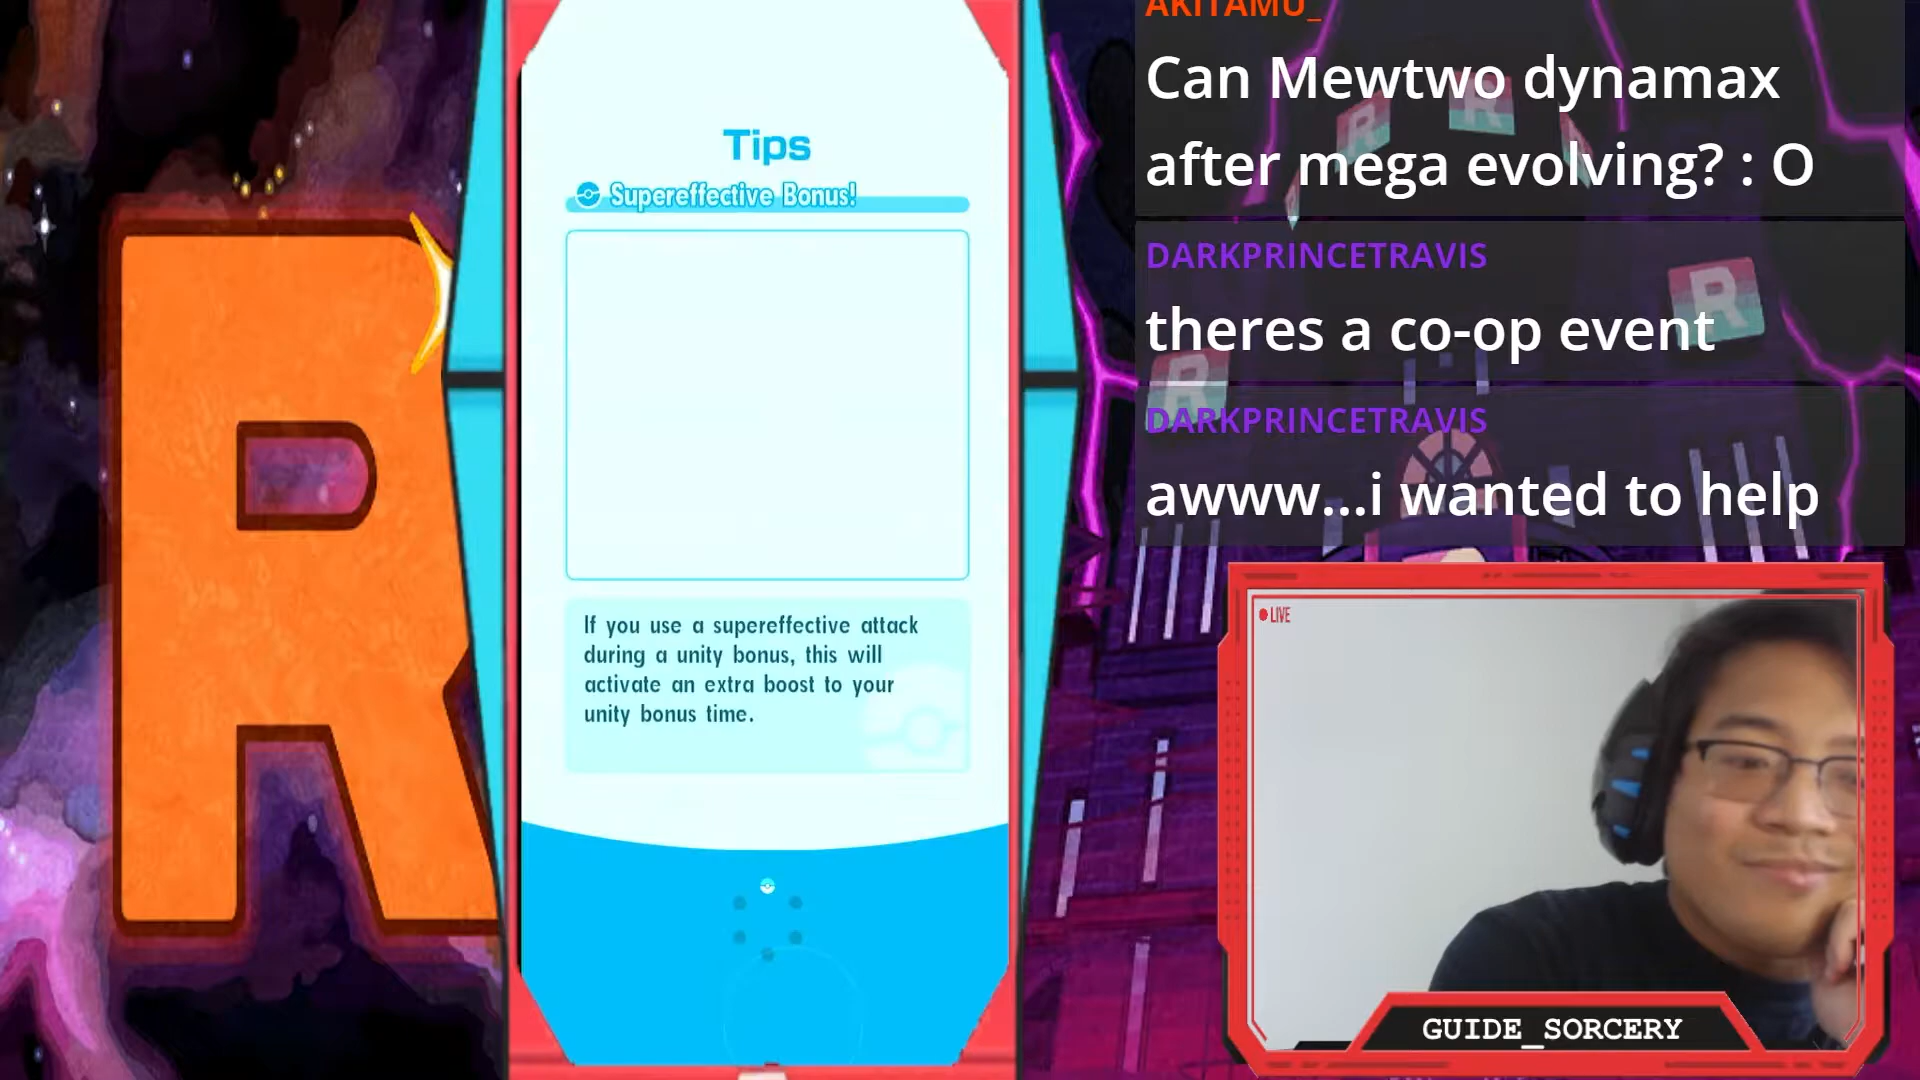 R
Tips
Supereffective Bonus!
If you use a supereffective attack
during a unity bonus, this will
activate an extra boost to your
unity bonus time.
AKITAMU_
Can Mewtwo dynamax
after mega evolving? : O
DARKPRINCETRAVIS
theres a co-op event
DARKPRINCETRAVIS
awww...i wanted to help
R
R
R
R
LIVE
GUIDE_SORCERY